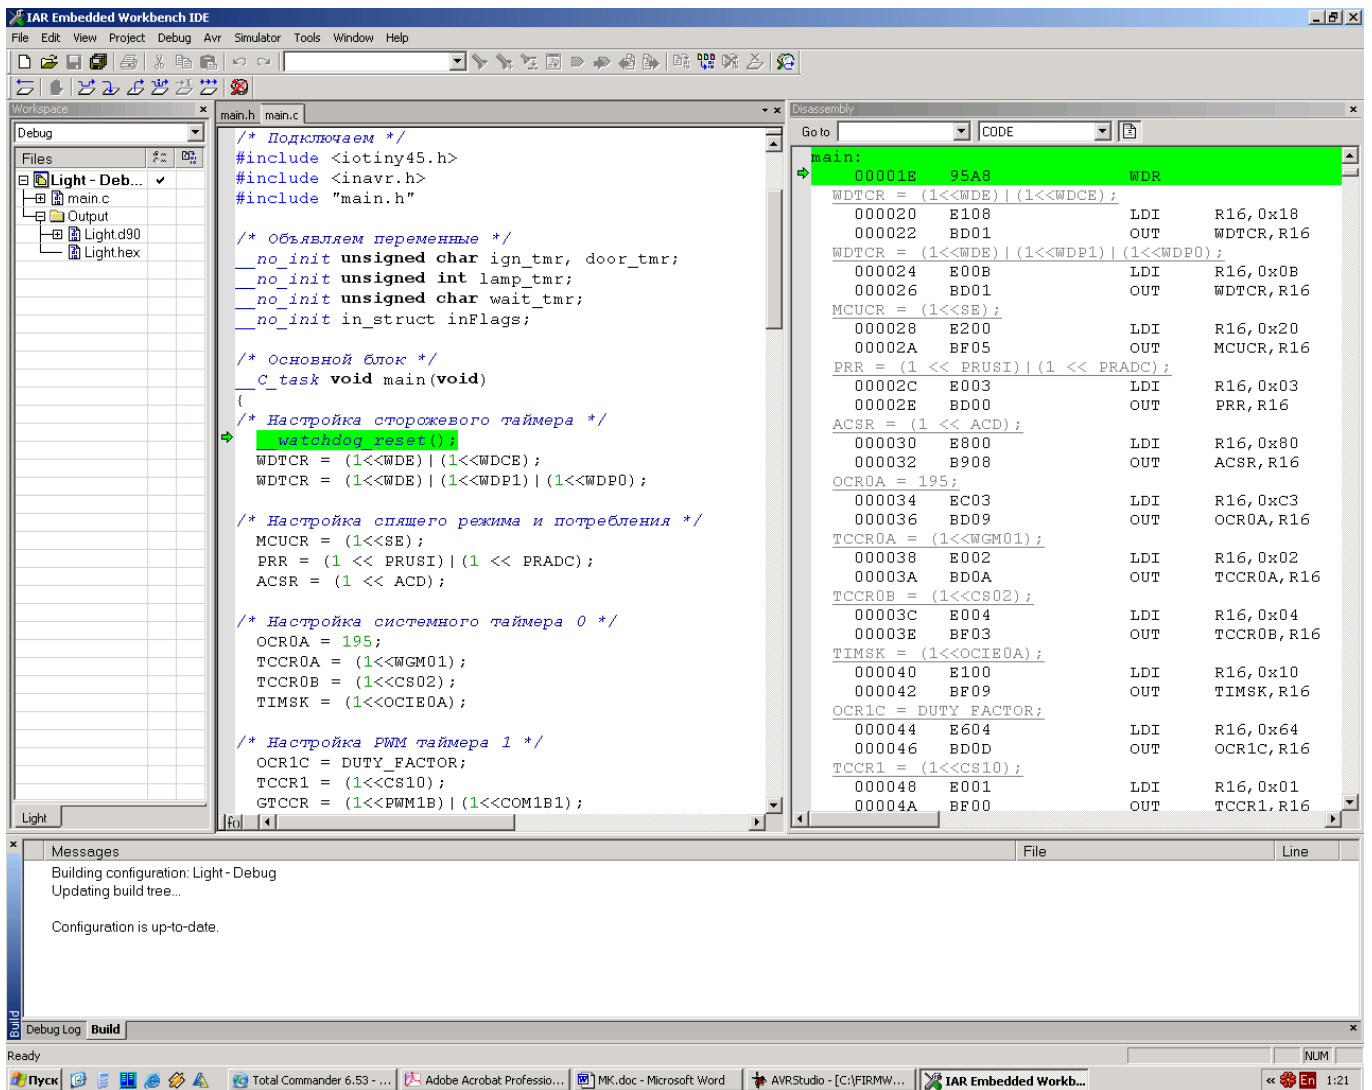 IAR Embedded Workbench IDE
File Edit View Project Debug Avr Simulator Tools Window Help
Workspace
Debug
Files
Light - Deb...
main.c
Output
Light.d90
Light.hex
Light
main.h main.c
/* Подключаем */
#include <iotiny45.h>
#include <inavr.h>
#include "main.h"
/* Объявляем переменные */
__no_init unsigned char ign_tmr, door_tmr;
__no_init unsigned int lamp_tmr;
__no_init unsigned char wait_tmr;
__no_init in_struct inFlags;
/* Основной блок */
__C_task void main(void)
{
/* Настройка сторожевого таймера */
__watchdog_reset();
WDTCR = (1<<WDE)|(1<<WDCE);
WDTCR = (1<<WDE)|(1<<WDP1)|(1<<WDP0);
/* Настройка спящего режима и потребления */
MCUCR = (1<<SE);
PRR = (1 << PRUSI)|(1 << PRADC);
ACSR = (1 << ACD);
/* Настройка системного таймера 0 */
OCR0A = 195;
TCCR0A = (1<<WGM01);
TCCR0B = (1<<CS02);
TIMSK = (1<<OCIE0A);
/* Настройка PWM таймера 1 */
OCR1C = DUTY_FACTOR;
TCCR1 = (1<<CS10);
GTCCR = (1<<PWM1B)|(1<<COM1B1);
Disassembly
Go to CODE
main:
00001E 95A8 WDR
WDTCR = (1<<WDE)|(1<<WDCE);
000020 E108 LDI R16,0x18
000022 BD01 OUT WDTCR,R16
WDTCR = (1<<WDE)|(1<<WDP1)|(1<<WDP0);
000024 E00B LDI R16,0x0B
000026 BD01 OUT WDTCR,R16
MCUCR = (1<<SE);
000028 E200 LDI R16,0x20
00002A BF05 OUT MCUCR,R16
PRR = (1 << PRUSI)|(1 << PRADC);
00002C E003 LDI R16,0x03
00002E BD00 OUT PRR,R16
ACSR = (1 << ACD);
000030 E800 LDI R16,0x80
000032 B908 OUT ACSR,R16
OCR0A = 195;
000034 EC03 LDI R16,0xC3
000036 BD09 OUT OCR0A,R16
TCCR0A = (1<<WGM01);
000038 E002 LDI R16,0x02
00003A BD0A OUT TCCR0A,R16
TCCR0B = (1<<CS02);
00003C E004 LDI R16,0x04
00003E BF03 OUT TCCR0B,R16
TIMSK = (1<<OCIE0A);
000040 E100 LDI R16,0x10
000042 BF09 OUT TIMSK,R16
OCR1C = DUTY_FACTOR;
000044 E604 LDI R16,0x64
000046 BD0D OUT OCR1C,R16
TCCR1 = (1<<CS10);
000048 E001 LDI R16,0x01
00004A BF00 OUT TCCR1,R16
Messages File Line
Building configuration: Light - Debug
Updating build tree...
Configuration is up-to-date.
Build
Debug Log Build
Ready NUM
Пуск Total Commander 6.53 - ... Adobe Acrobat Professio... MK.doc - Microsoft Word AVRStudio - [C:\FIRMW... IAR Embedded Workb... En 1:21